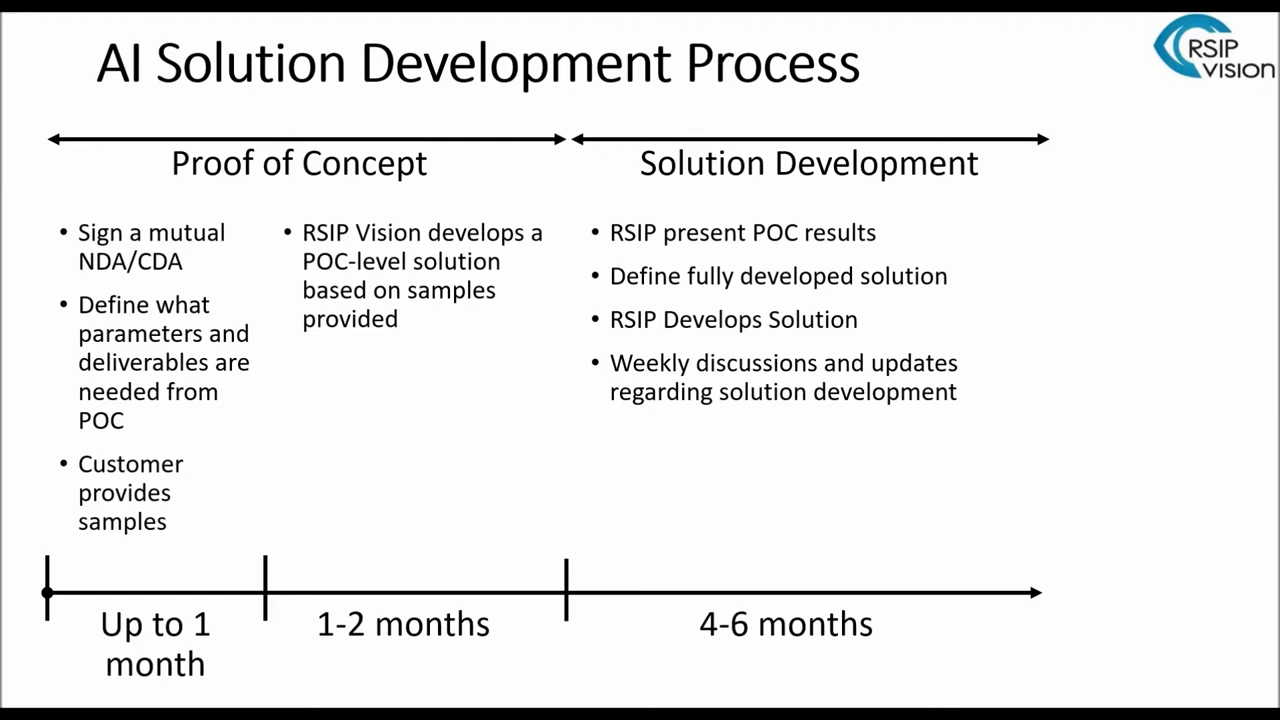 AI Solution Development Process
RSIP
vision
Proof of Concept
Solution Development
• Sign a mutual
NDA/CDA
• Define what
parameters and
deliverables are
needed from
POC
• Customer
provides
samples
• RSIP Vision develops a
POC-level solution
based on samples
provided
• RSIP present POC results
• Define fully developed solution
• RSIP Develops Solution
• Weekly discussions and updates
regarding solution development
Up to 1
month
1-2 months
4-6 months